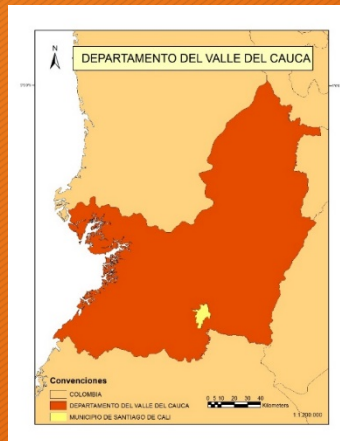 N
DEPARTAMENTO DEL VALLE DEL CAUCA
Convenciones
COLOMBIA
DEPARTAMENTO DEL VALLE DEL CAUCA
MUNICIPIO DE SANTIAGO DE CALI
0 5 10 20 30 40
Kilometers
1:1.200.000